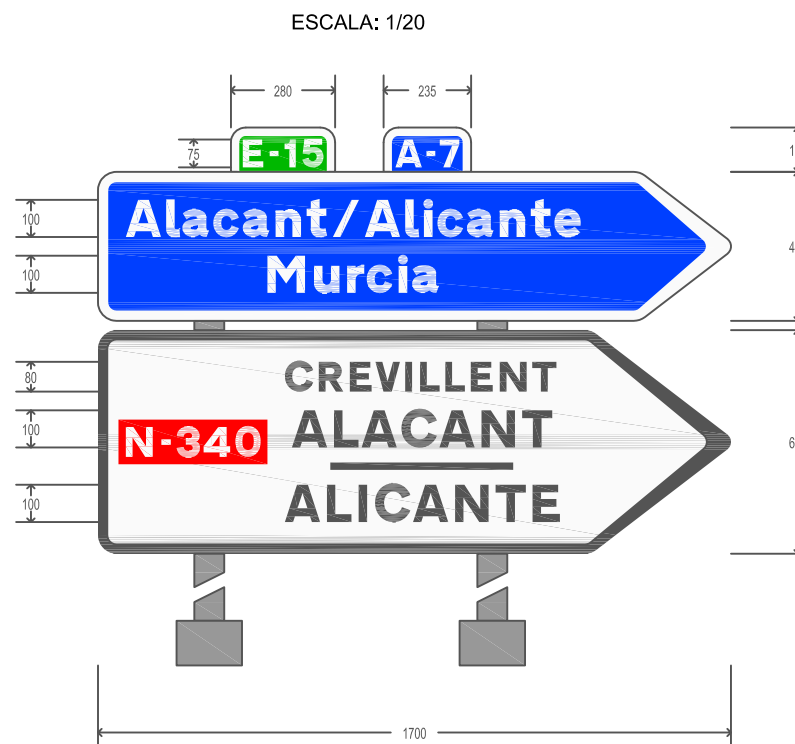 ESCALA: 1/20
280 235
75
E-15 A-7
100
Alacant/Alicante
100
Murcia
80
CREVILLENT
100
N-340
ALACANT
100
ALICANTE
1700